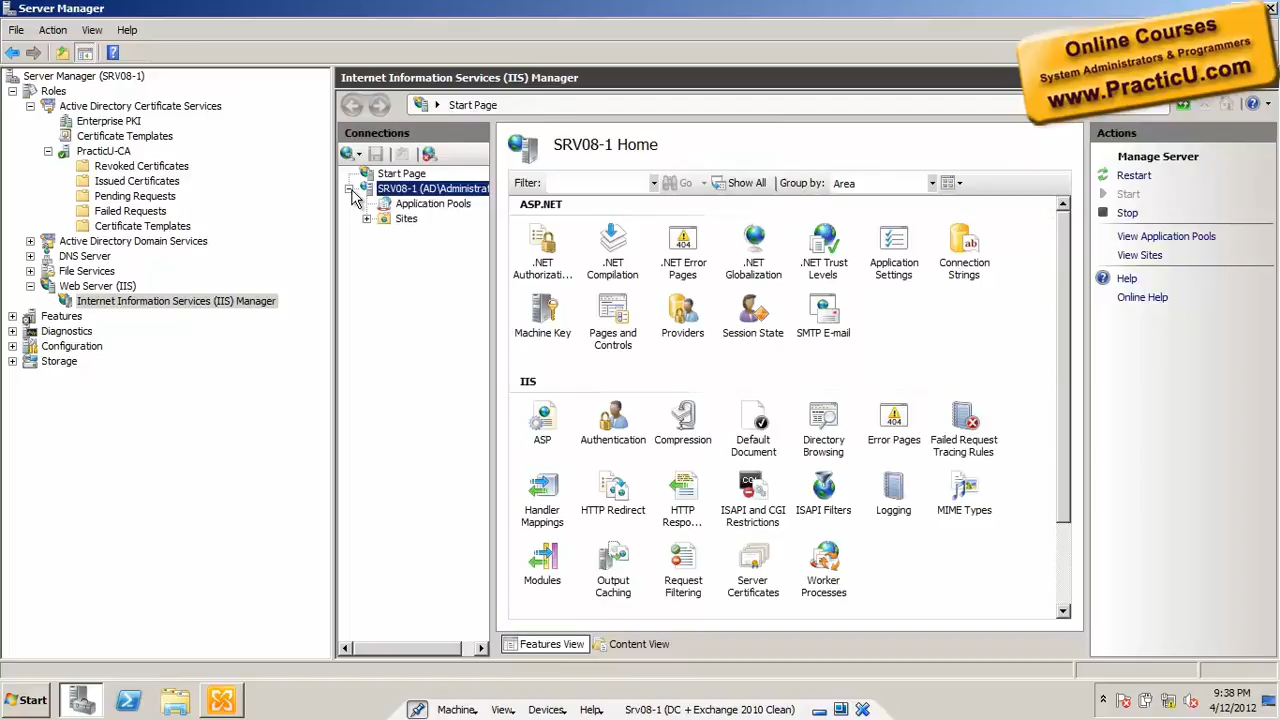 Server Manager
File Action View Help
Online Courses
System Administrators & Programmers
www.PracticU.com
Server Manager (SRV08-1)
Roles
Active Directory Certificate Services
Enterprise PKI
Certificate Templates
PracticU-CA
Revoked Certificates
Issued Certificates
Pending Requests
Failed Requests
Certificate Templates
Active Directory Domain Services
DNS Server
File Services
Web Server (IIS)
Internet Information Services (IIS) Manager
Features
Diagnostics
Configuration
Storage
Internet Information Services (IIS) Manager
Start Page
Connections
Start Page
SRV08-1 (AD\Administrat
Application Pools
Sites
SRV08-1 Home
Filter: Go Show All Group by: Area
ASP.NET
.NET Authorizati...
.NET Compilation
.NET Error Pages
.NET Globalization
.NET Trust Levels
Application Settings
Connection Strings
Machine Key
Pages and Controls
Providers
Session State
SMTP E-mail
IIS
ASP
Authentication
Compression
Default Document
Directory Browsing
Error Pages
Failed Request Tracing Rules
Handler Mappings
HTTP Redirect
HTTP Respo...
ISAPI and CGI Restrictions
ISAPI Filters
Logging
MIME Types
Modules
Output Caching
Request Filtering
Server Certificates
Worker Processes
Features View Content View
Actions
Manage Server
Restart
Start
Stop
View Application Pools
View Sites
Help
Online Help
Start
Machine View Devices Help Srv08-1 (DC + Exchange 2010 Clean)
9:38 PM
4/12/2012